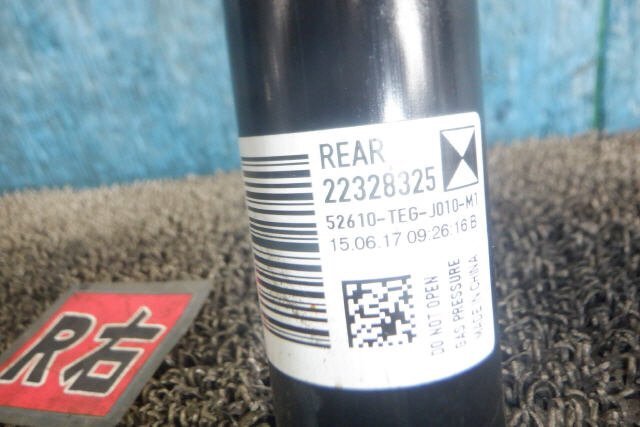 REAR
22328325
52610-TEG-J010-M1
15.06.17 09:26:16 B
DO NOT OPEN
GAS PRESSURE
MADE IN CHINA
R右